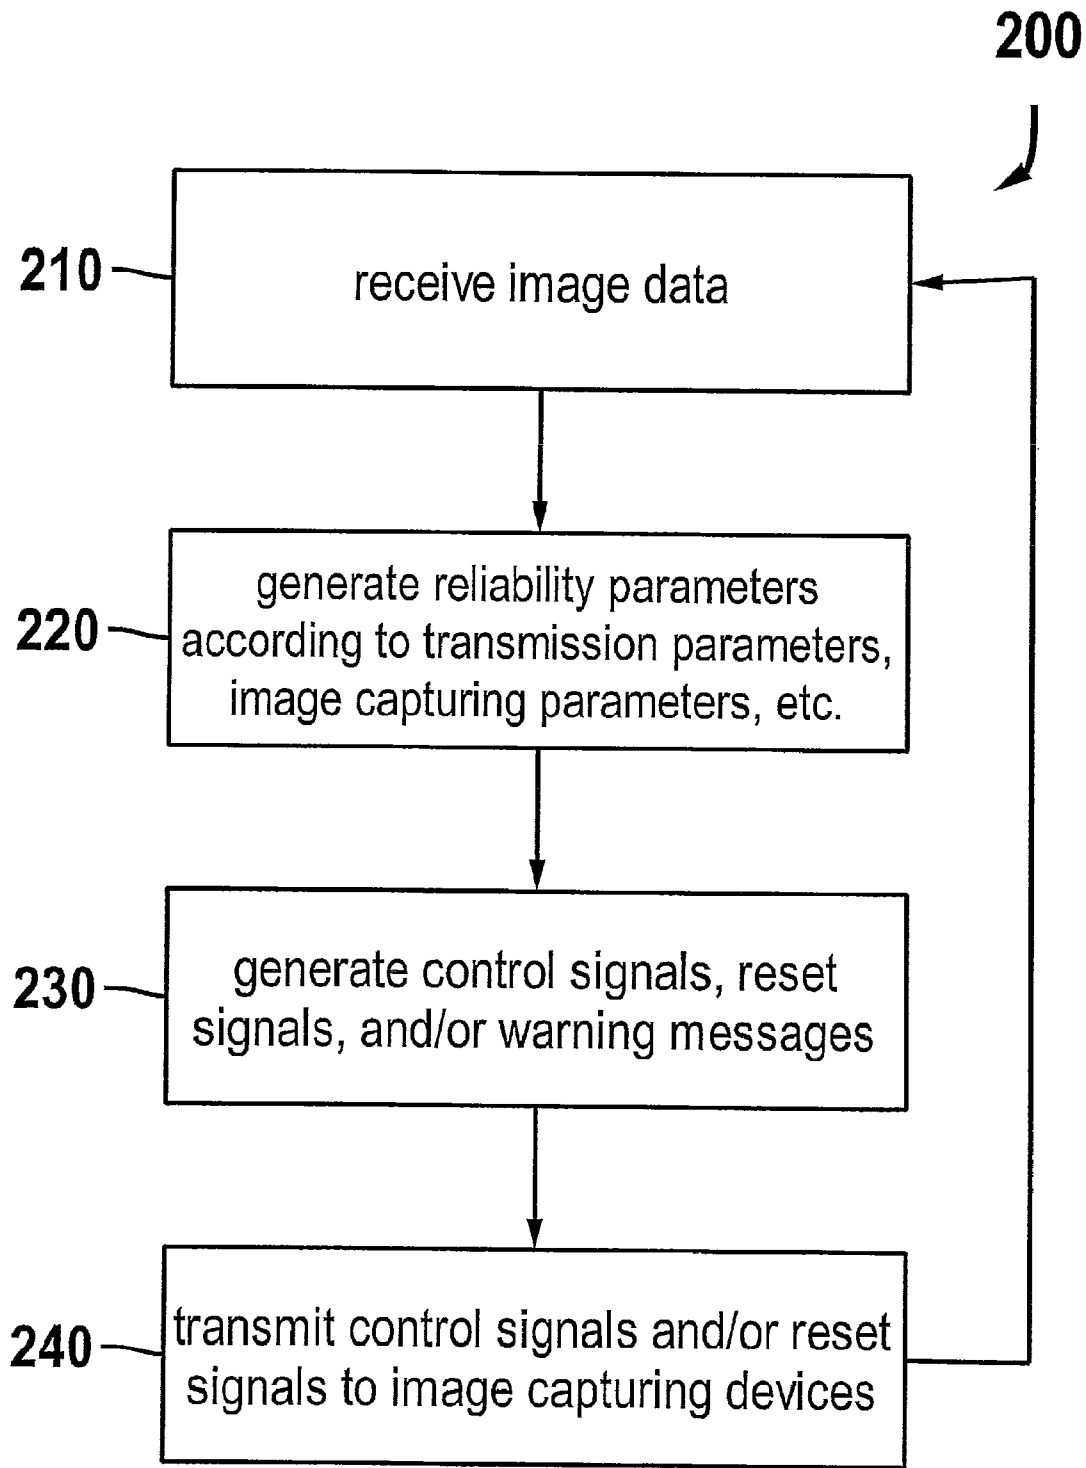 200
210
receive image data
220
generate reliability parameters
according to transmission parameters,
image capturing parameters, etc.
230
generate control signals, reset
signals, and/or warning messages
240
transmit control signals and/or reset
signals to image capturing devices